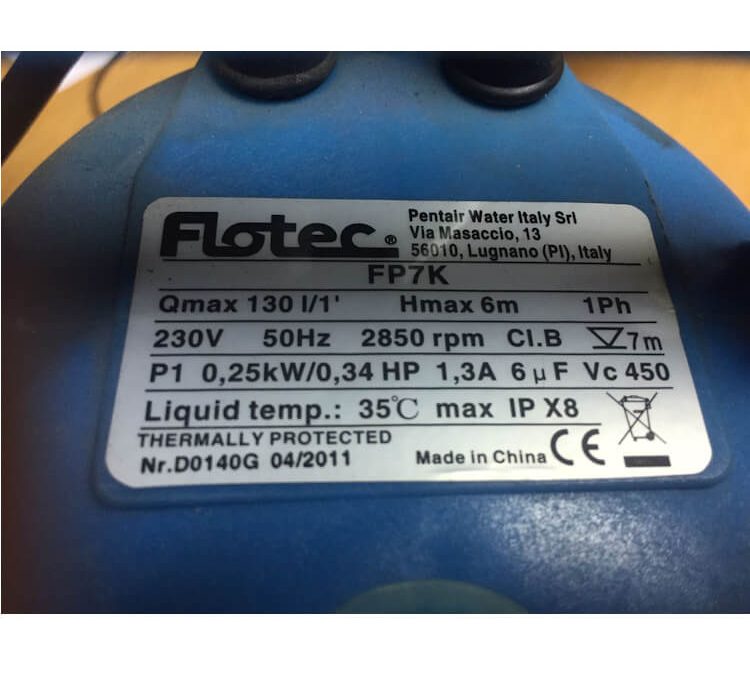 Flotec®
Pentair Water Italy Srl
Via Masaccio, 13
56010, Lugnano (PI), Italy
FP7K
Qmax 130 l/1' Hmax 6m 1Ph
230V 50Hz 2850 rpm Cl.B 7m
P1 0,25kW/0,34 HP 1,3A 6 μF Vc 450
Liquid temp.: 35℃ max IP X8
THERMALLY PROTECTED
Nr.D0140G 04/2011 Made in China CE